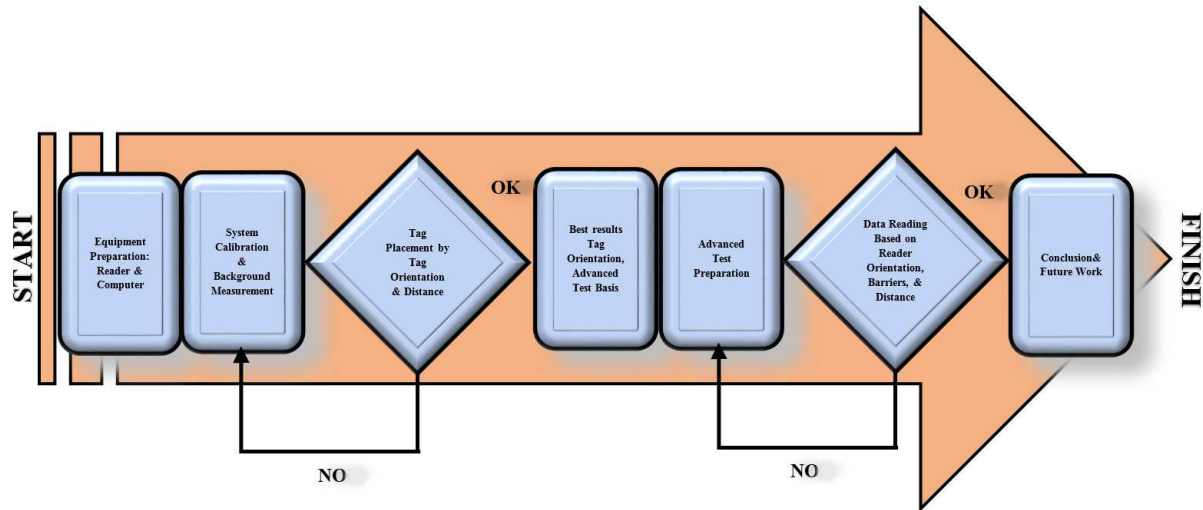 START
Equipment
Preparation:
Reader &
Computer
System
Calibration
&
Background
Measurement
Tag
Placement by
Tag
Orientation
& Distance
NO
OK
Best results
Tag
Orientation,
Advanced
Test Basis
Advanced
Test
Preparation
Data Reading
Based on
Reader
Orientation,
Barriers, &
Distance
NO
OK
Conclusion&
Future Work
FINISH